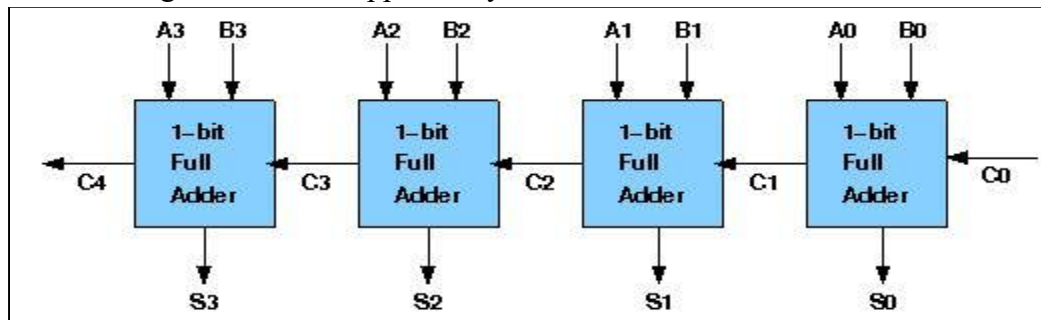 A3 B3 A2 B2 A1 B1 A0 B0
1-bit 1-bit 1-bit 1-bit
Full Full Full Full
Adder Adder Adder Adder
C4 C3 C2 C1 C0
S3 S2 S1 S0